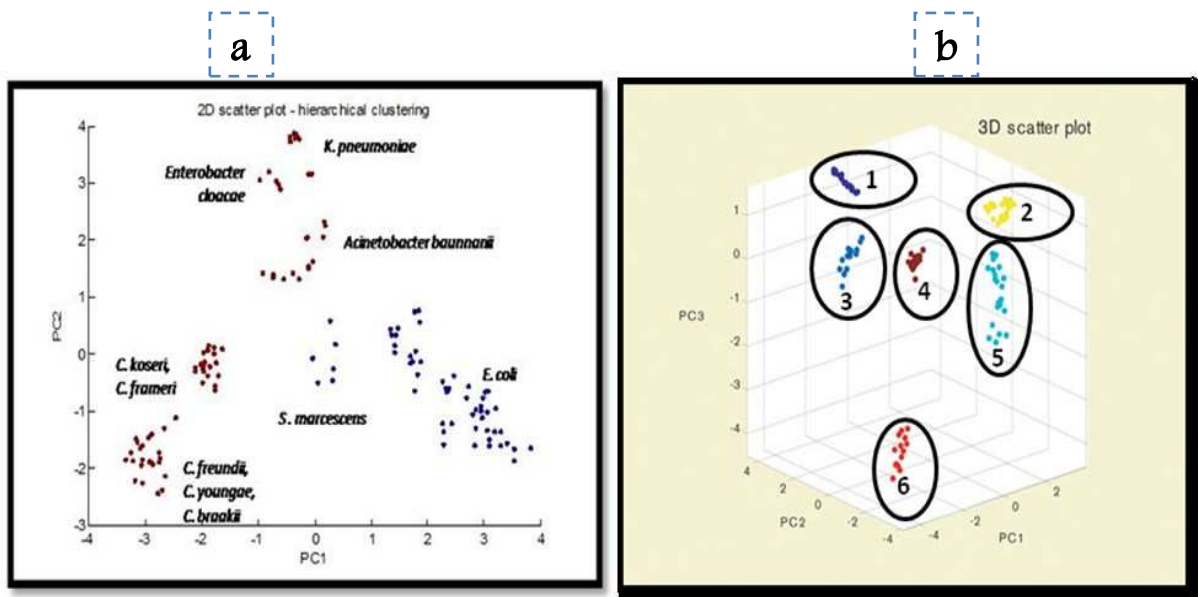 a
b
2D scatter plot - hierarchical clustering
K. pneumoniae
Enterobacter
cloacae
Acinetobacter baunnanii
C. koseri,
C. frameri
E. coli
S. marcescens
C. freundii,
C. youngae,
C. braakii
PC2
4
3
2
1
0
-1
-2
-3
-4
-3
-2
-1
0
1
2
3
4
PC1
3D scatter plot
1
2
3
4
5
6
PC3
1
0
-1
-2
-3
-4
4
2
0
-2
-4
PC2
-4
-2
0
2
PC1